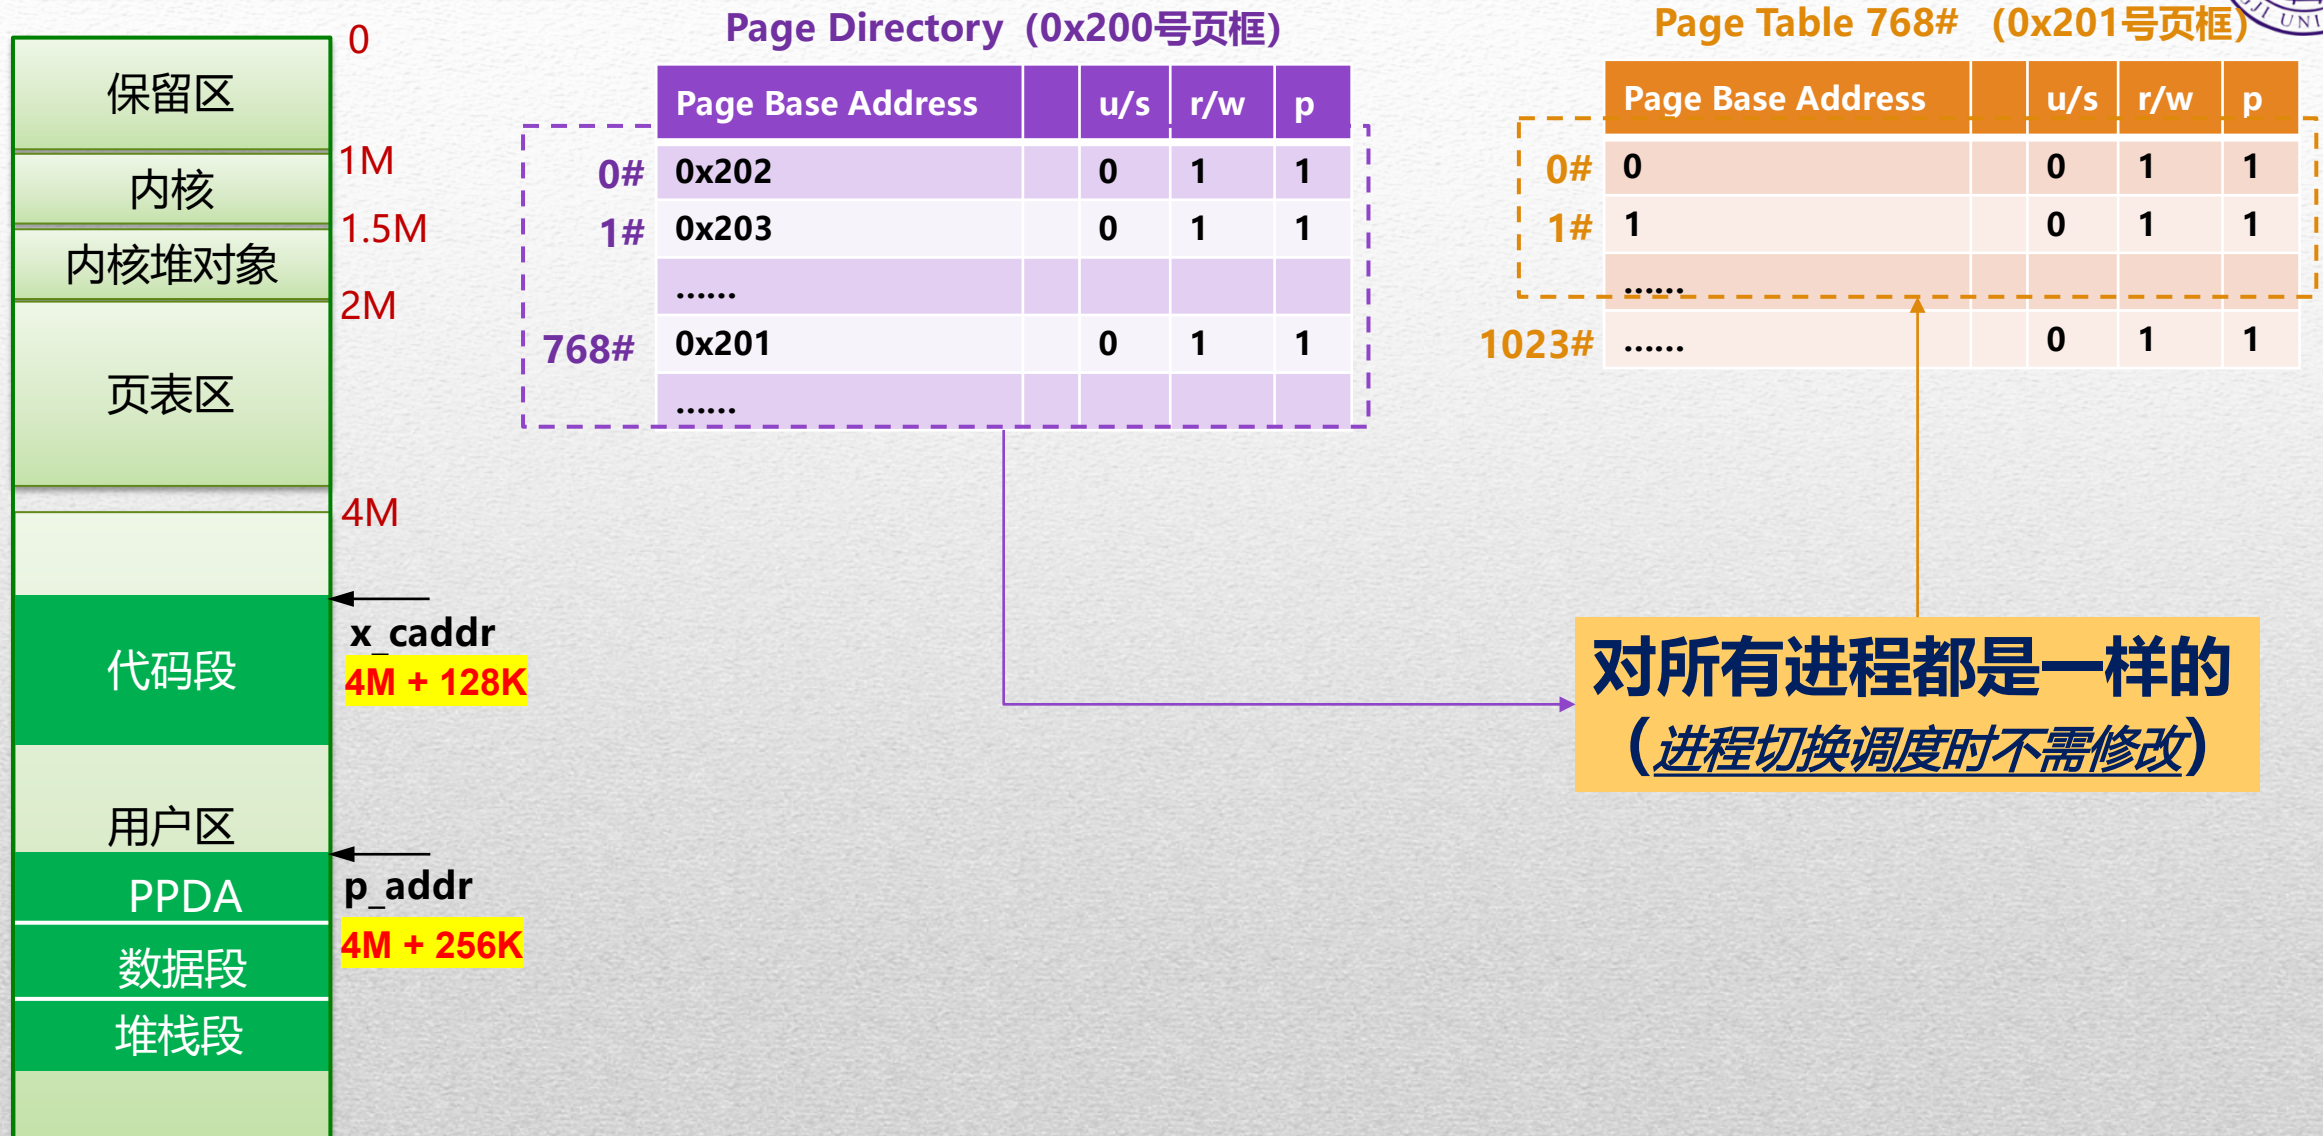 0
保留区
1M
内核
1.5M
内核堆对象
2M
页表区
4M
x_caddr
4M + 128K
代码段
用户区
p_addr
PPDA
4M + 256K
数据段
堆栈段
Page Directory (0x200号页框)
Page Base Address u/s r/w p
0# 0x202 0 1 1
1# 0x203 0 1 1
......
768# 0x201 0 1 1
......
Page Table 768# (0x201号页框)
UNI
Page Base Address u/s r/w p
0# 0 0 1 1
1# 1 0 1 1
......
1023# ...... 0 1 1
对所有进程都是一样的
(进程切换调度时不需修改)